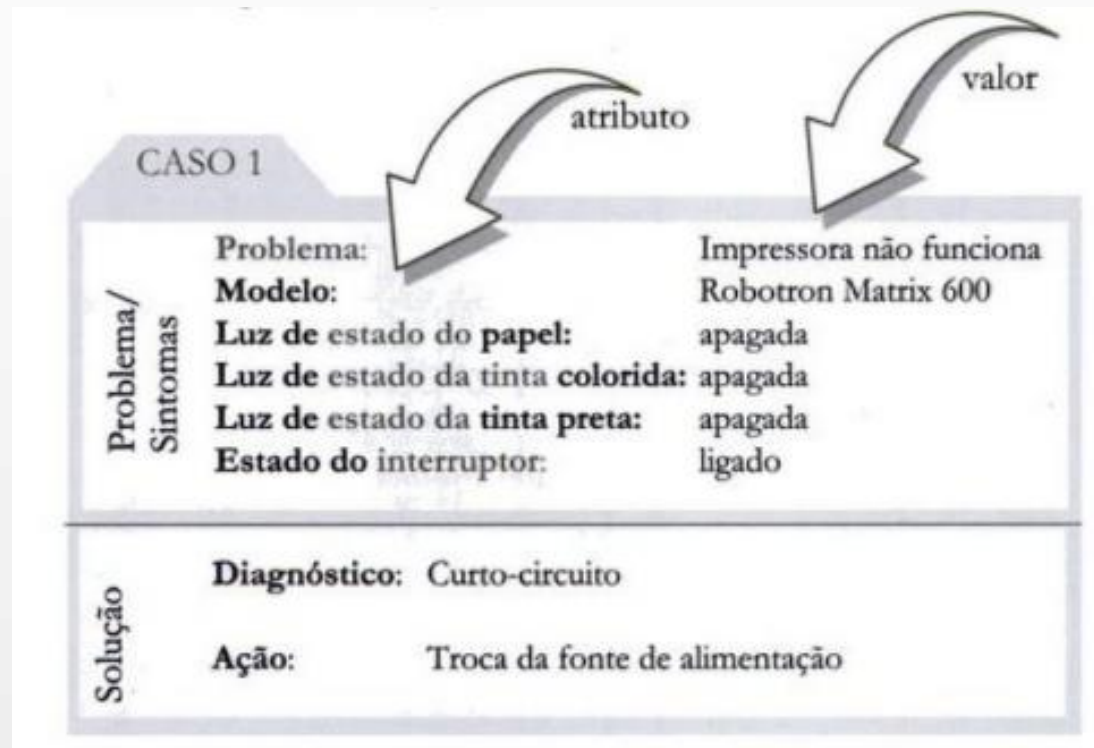 valor
atributo
CASO 1
Problema/
Sintomas
Problema: Impressora não funciona
Modelo: Robotron Matrix 600
Luz de estado do papel: apagada
Luz de estado da tinta colorida: apagada
Luz de estado da tinta preta: apagada
Estado do interruptor: ligado
Solução
Diagnóstico: Curto-circuito
Ação: Troca da fonte de alimentação